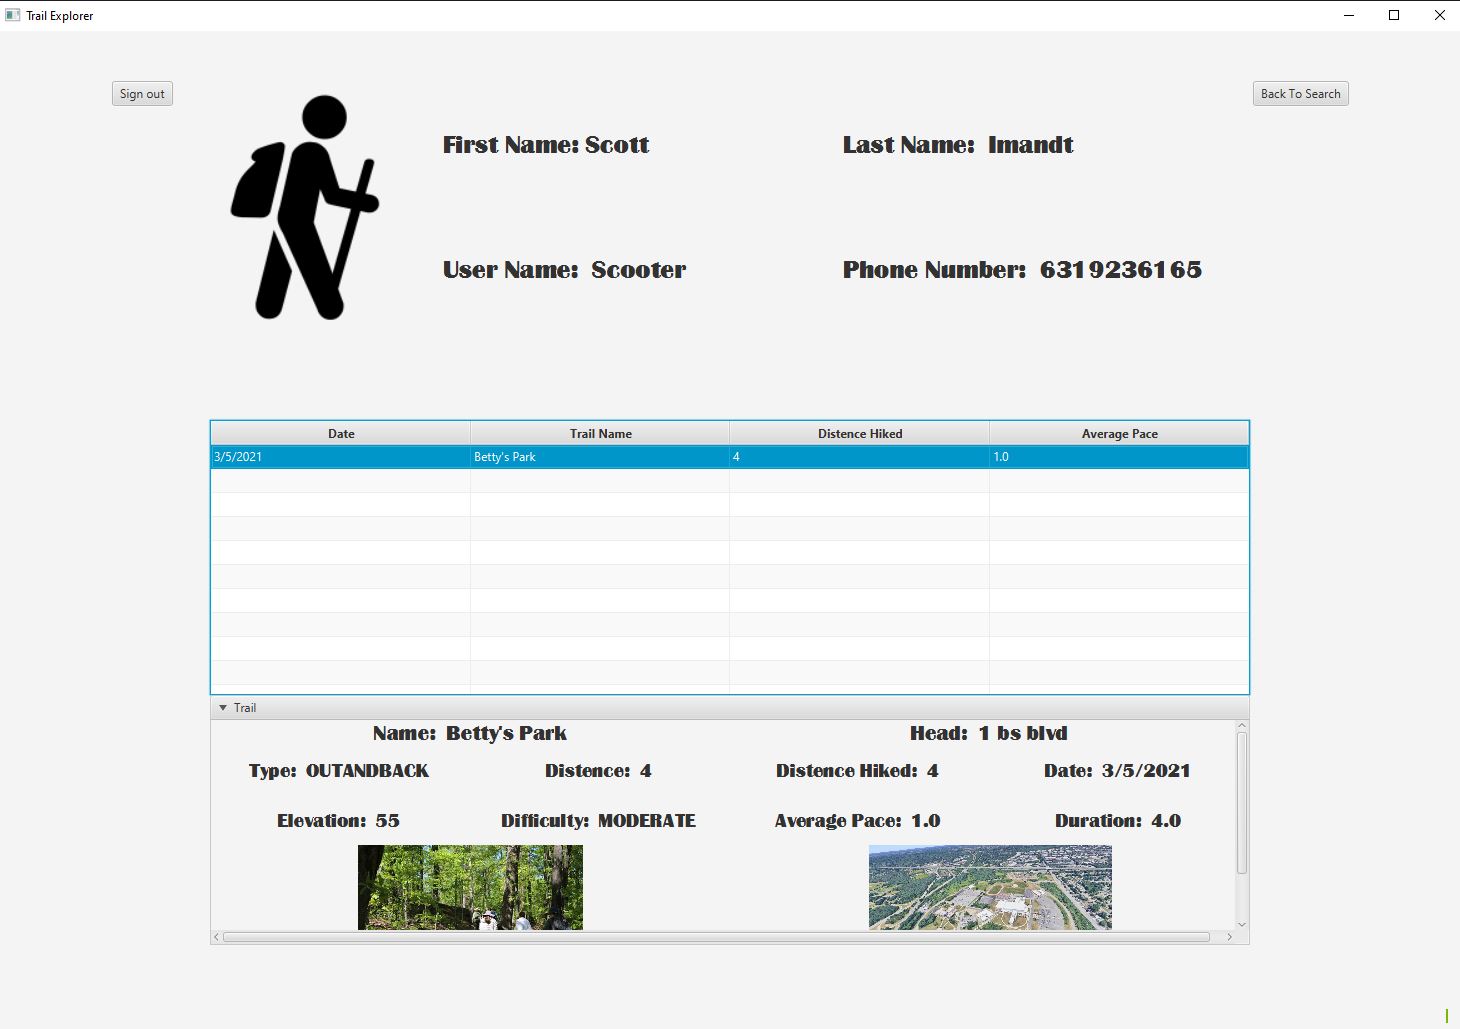 Trail Explorer
Sign out
Back To Search
First Name: Scott
Last Name: Imandt
User Name: Scooter
Phone Number: 6319236165
Date Trail Name Distence Hiked Average Pace
3/5/2021 Betty's Park 4 1.0
Trail
Name: Betty's Park
Head: 1 bs blvd
Type: OUTANDBACK Distence: 4 Distence Hiked: 4 Date: 3/5/2021
Elevation: 55 Difficulty: MODERATE Average Pace: 1.0 Duration: 4.0